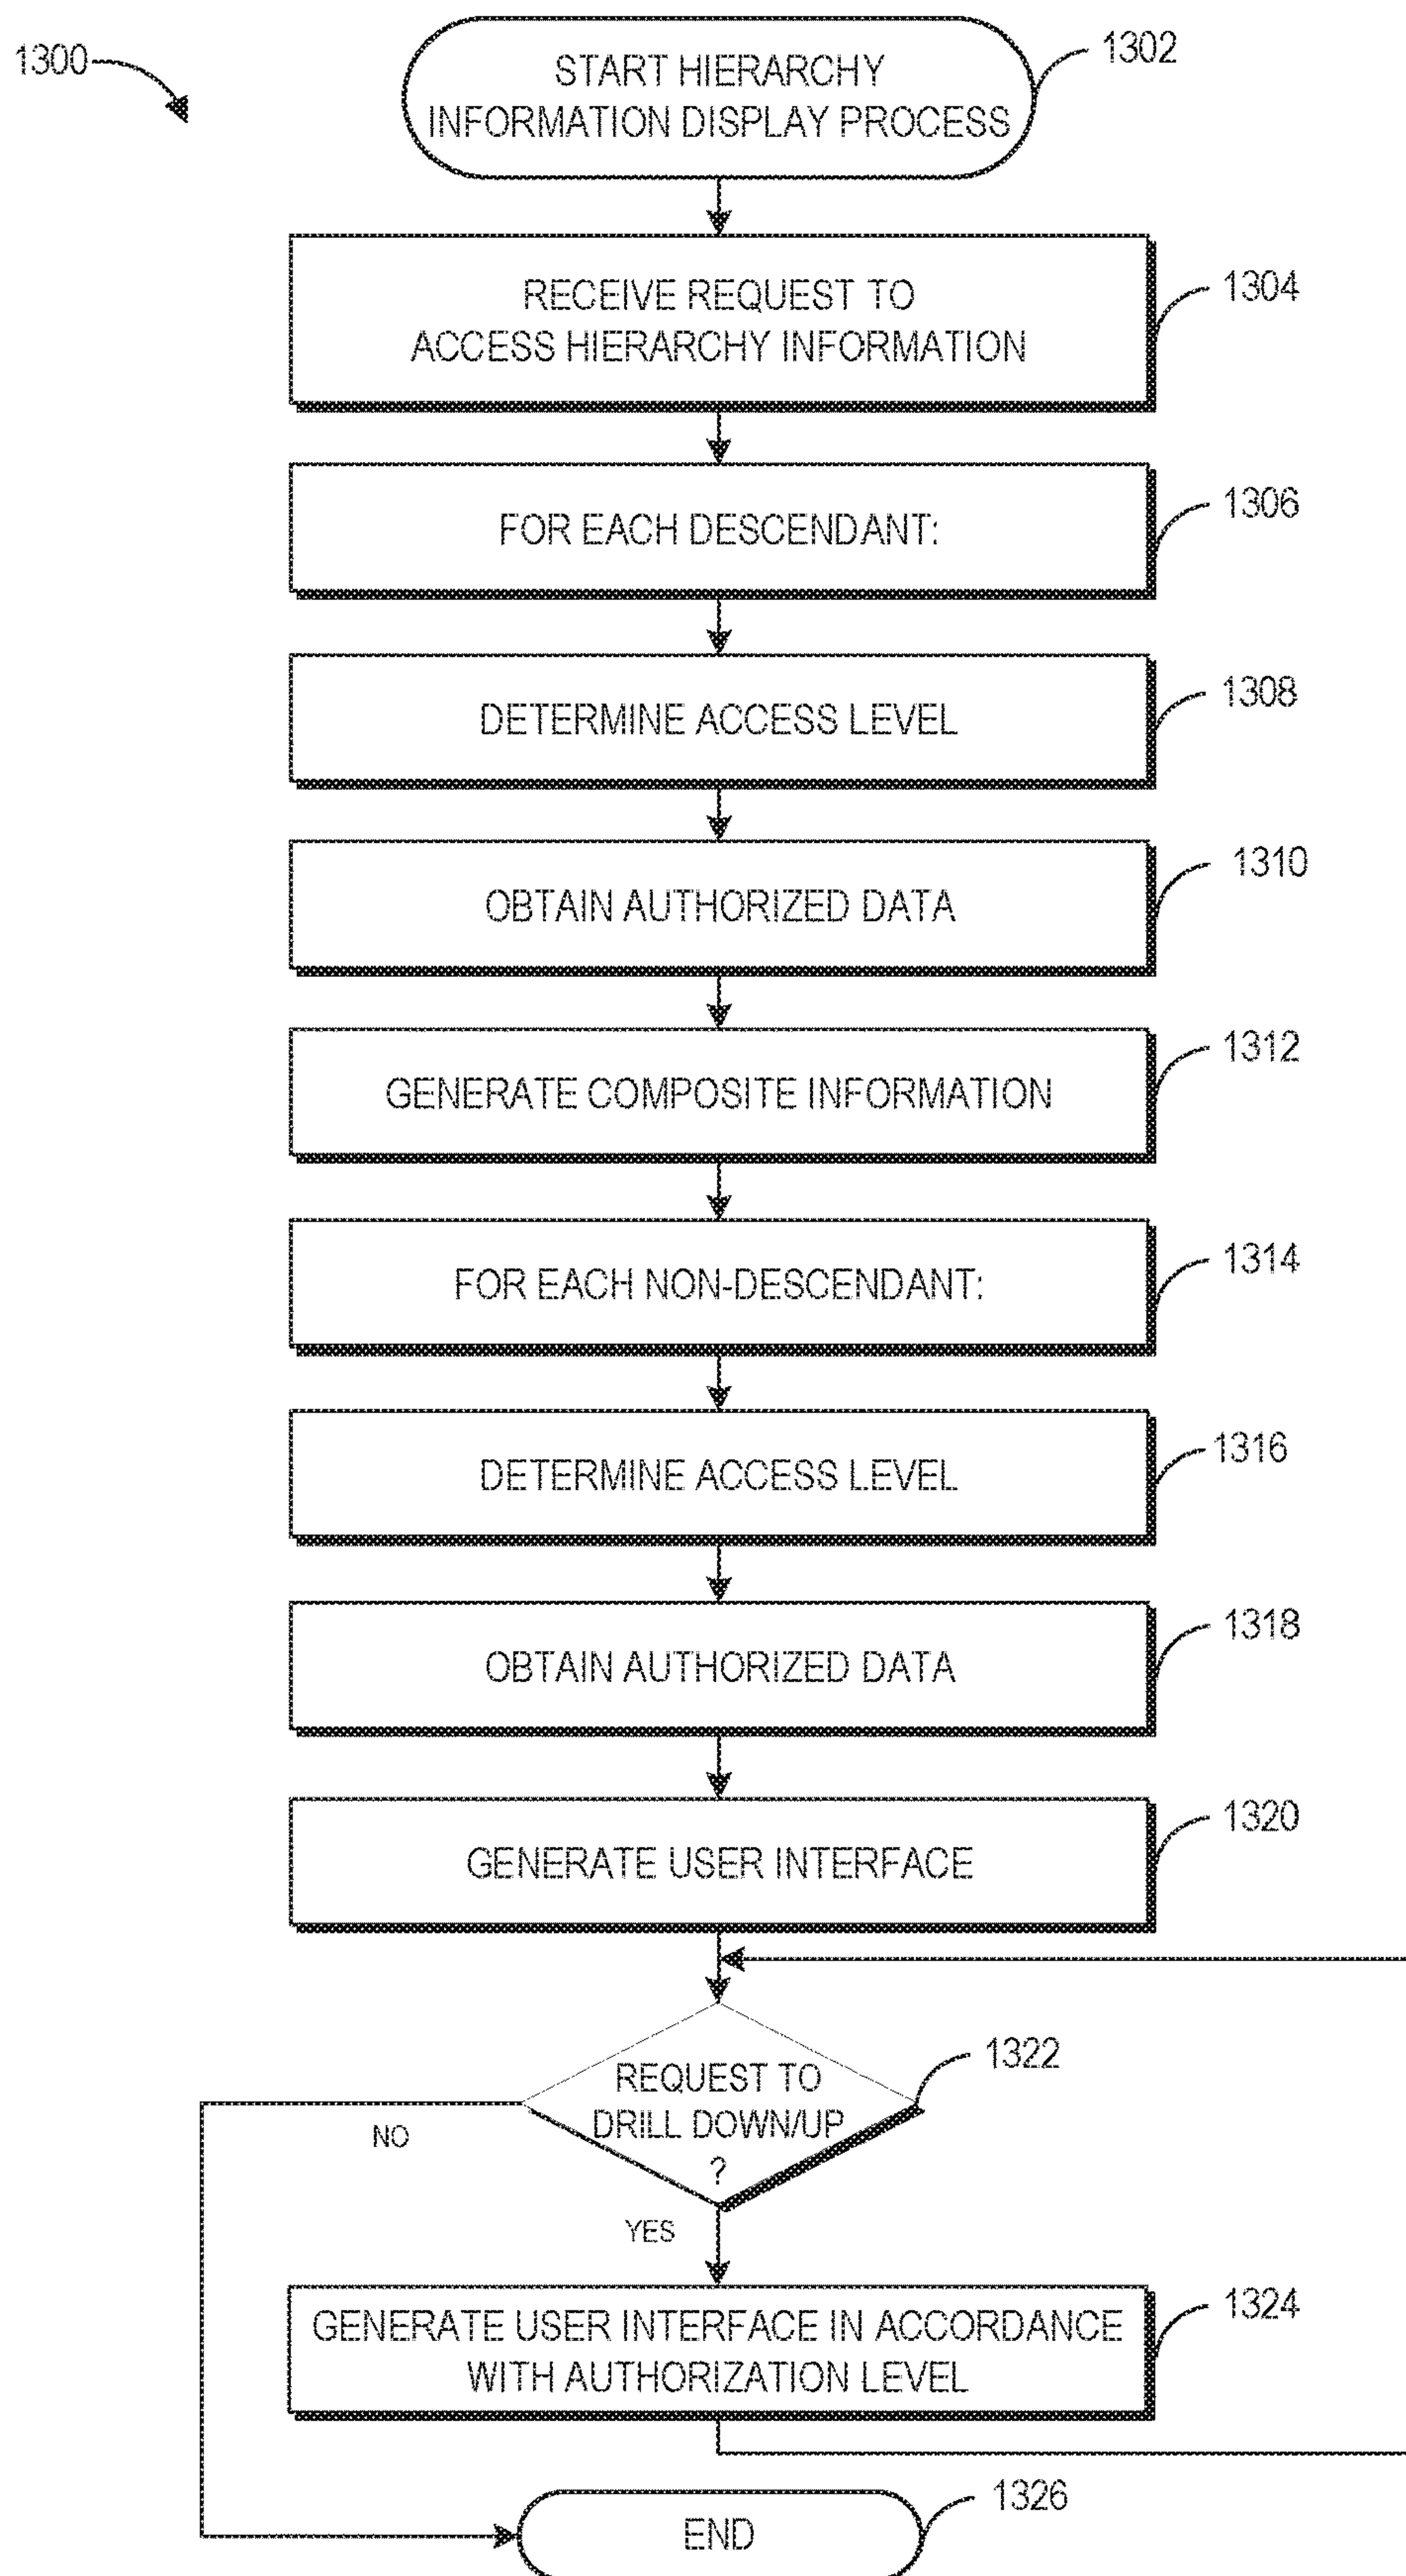 1300
START HIERARCHY
INFORMATION DISPLAY PROCESS
1302
RECEIVE REQUEST TO
ACCESS HIERARCHY INFORMATION
1304
FOR EACH DESCENDANT:
1306
DETERMINE ACCESS LEVEL
1308
OBTAIN AUTHORIZED DATA
1310
GENERATE COMPOSITE INFORMATION
1312
FOR EACH NON-DESCENDANT:
1314
DETERMINE ACCESS LEVEL
1316
OBTAIN AUTHORIZED DATA
1318
GENERATE USER INTERFACE
1320
REQUEST TO
DRILL DOWN/UP
?
1322
NO
YES
GENERATE USER INTERFACE IN ACCORDANCE
WITH AUTHORIZATION LEVEL
1324
END
1326